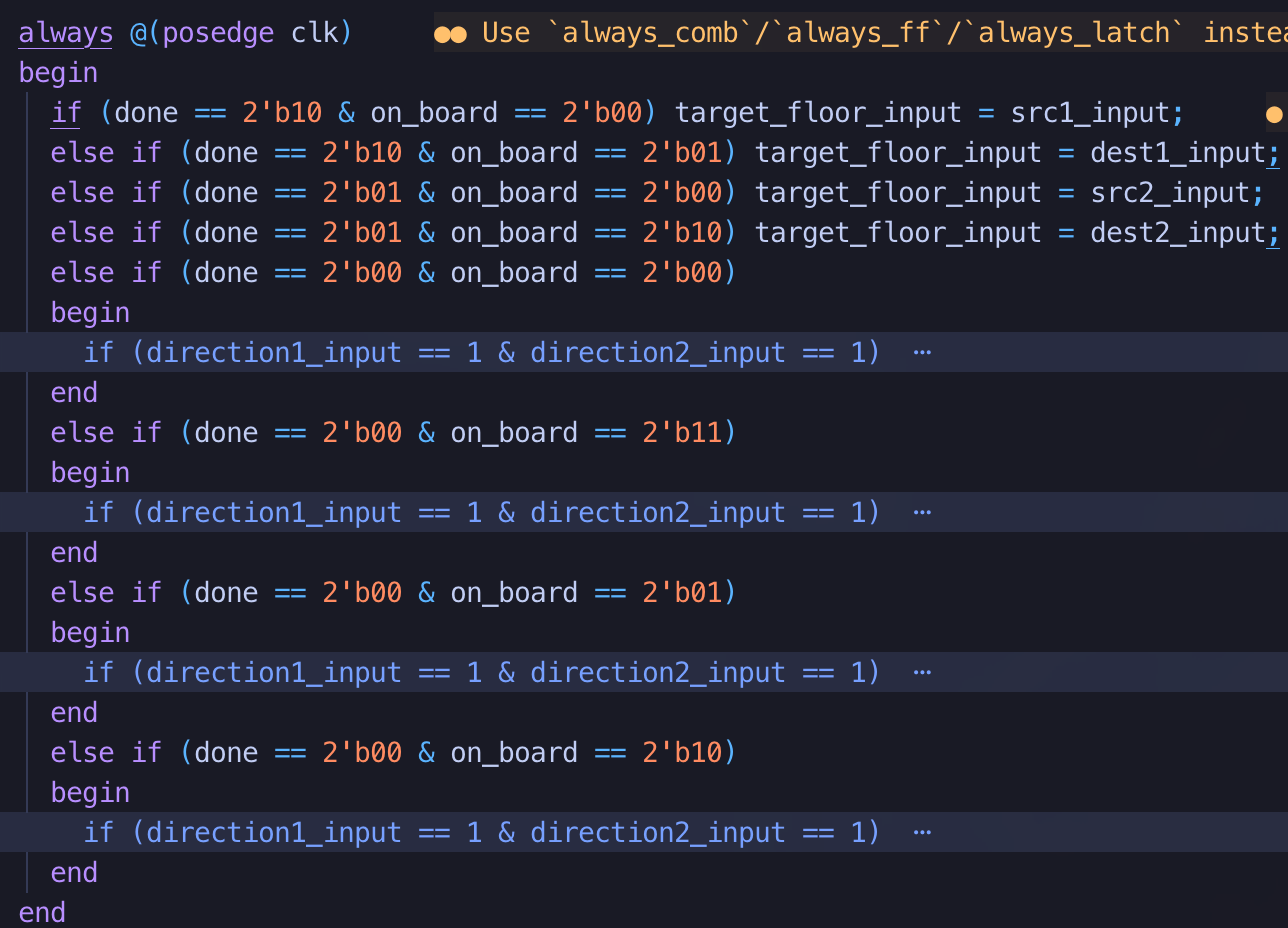 always @(posedge clk) ●● Use `always_comb`/`always_ff`/`always_latch`
begin
if (done == 2'b10 & on_board == 2'b00) target_floor_input = src1_input; ●
else if (done == 2'b10 & on_board == 2'b01) target_floor_input = dest1_input;
else if (done == 2'b01 & on_board == 2'b00) target_floor_input = src2_input;
else if (done == 2'b01 & on_board == 2'b10) target_floor_input = dest2_input;
else if (done == 2'b00 & on_board == 2'b00)
begin
if (direction1_input == 1 & direction2_input == 1) ⋯
end
else if (done == 2'b00 & on_board == 2'b11)
begin
if (direction1_input == 1 & direction2_input == 1) ⋯
end
else if (done == 2'b00 & on_board == 2'b01)
begin
if (direction1_input == 1 & direction2_input == 1) ⋯
end
else if (done == 2'b00 & on_board == 2'b10)
begin
if (direction1_input == 1 & direction2_input == 1) ⋯
end
end